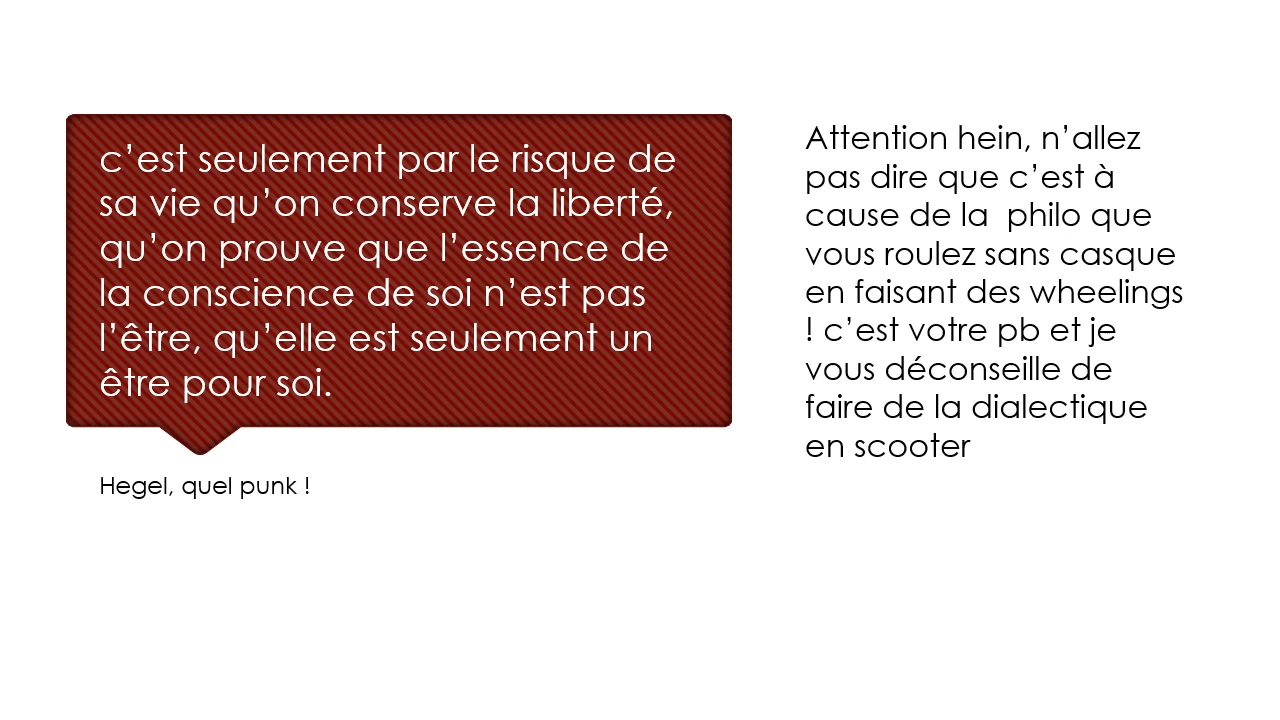 c’est seulement par le risque de
sa vie qu’on conserve la liberté,
qu’on prouve que l’essence de
la conscience de soi n’est pas
l’être, qu’elle est seulement un
être pour soi.
Hegel, quel punk !
Attention hein, n’allez
pas dire que c’est à
cause de la  philo que
vous roulez sans casque
en faisant des wheelings
! c’est votre pb et je
vous déconseille de
faire de la dialectique
en scooter